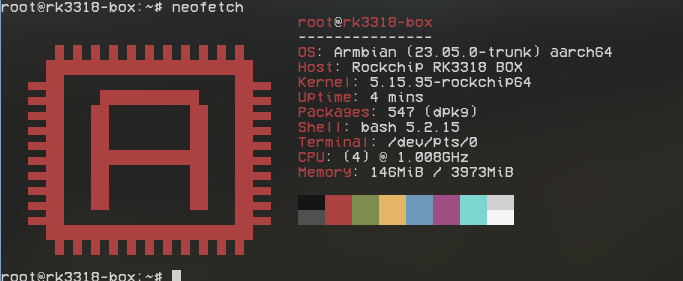 root@rk3318-box:~# neofetch
root@rk3318-box
---------------
OS: Armbian (23.05.0-trunk) aarch64
Host: Rockchip RK3318 BOX
Kernel: 5.15.95-rockchip64
Uptime: 4 mins
Packages: 547 (dpkg)
Shell: bash 5.2.15
Terminal: /dev/pts/0
CPU: (4) @ 1.008GHz
Memory: 146MiB / 3973MiB
root@rk3318-box:~#